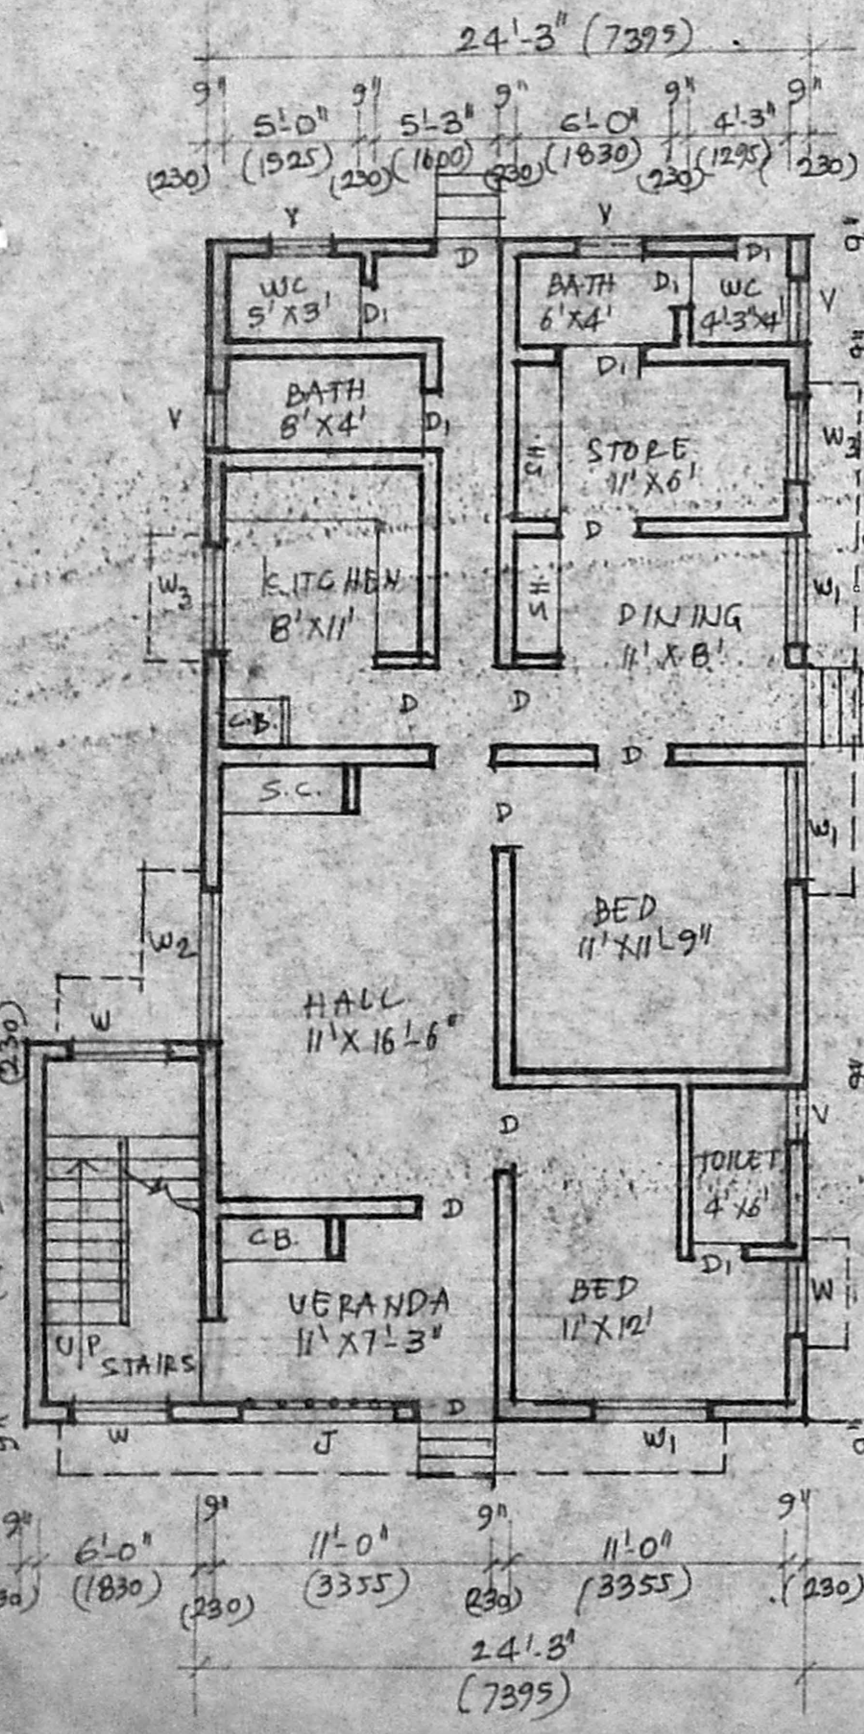 24'-3" (7395)
9" 9" 9" 9" 9"
5'-0" 5'-3" 6'-0" 4'-3"
(1525) (1600) (1830) (1295)
(230) (230) (230) (230) 230)
V V
D D1
WC D1 BATH D1 WC V
5'X3' 6'X4' 4'-3"X4'
D1
BATH
V 8'X4' D1 W3
SH. STORE
11'X6'
D
W3 KITCHEN SH W1
8'X11' DINING
11'X8'
D D
C.B.
D
S.C. D W1
BED
11'X11'-9"
W2
HALL
W 11'X16'-6"
(230)
D V
TOILET
4'X6'
D
C.B. D1
VERANDA BED W
11'X7'-3" 11'X12'
UP
STAIRS
D
W J W1
9" 9" 9" 9"
6'-0" 11'-0" 11'-0"
(1830) (3355) (3355)
(230) (230) (230)
24'-3"
(7395)